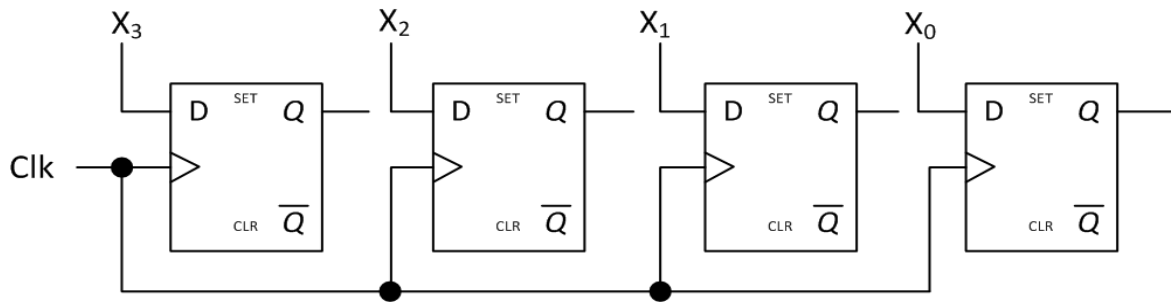 X₃ X₂ X₁ X₀
D SET Q D SET Q D SET Q D SET Q
Clk
CLR Q̅ CLR Q̅ CLR Q̅ CLR Q̅